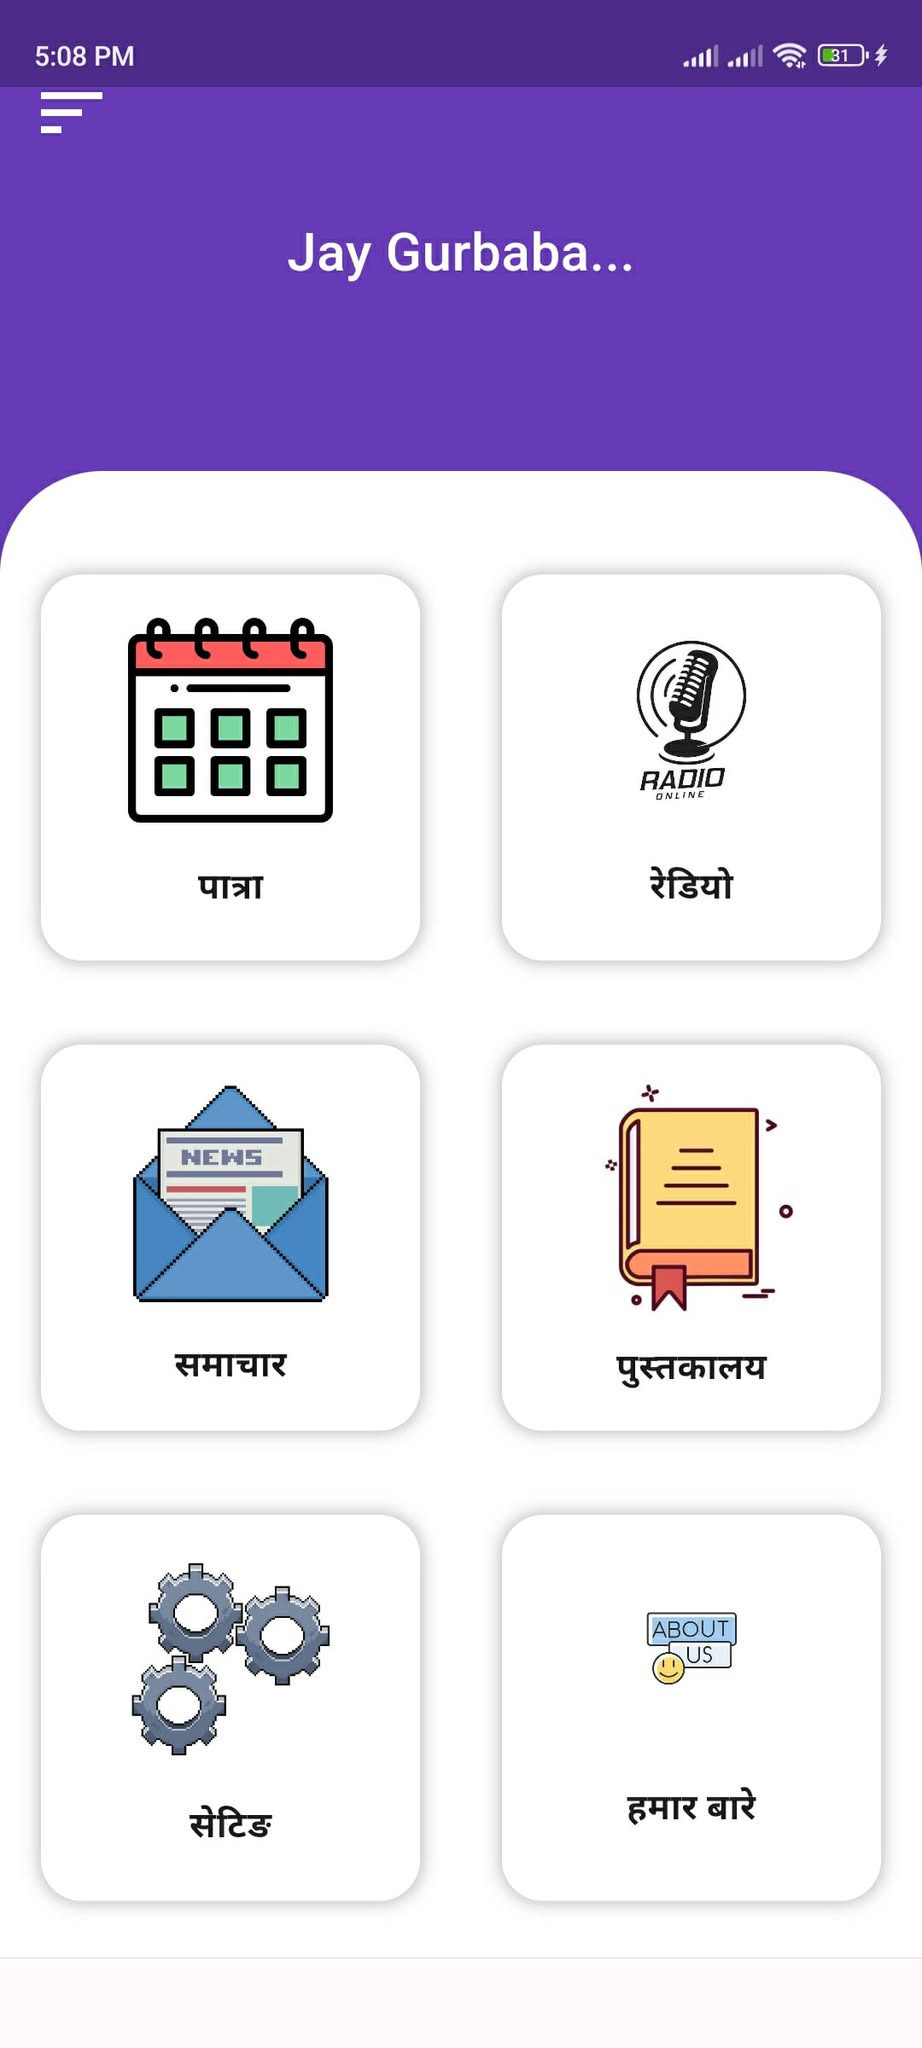 5:08 PM
31
Jay Gurbaba...
RADIO
ONLINE
पात्रा
रेडियो
NEWS
समाचार
पुस्तकालय
ABOUT
US
सेटिङ
हमार बारे